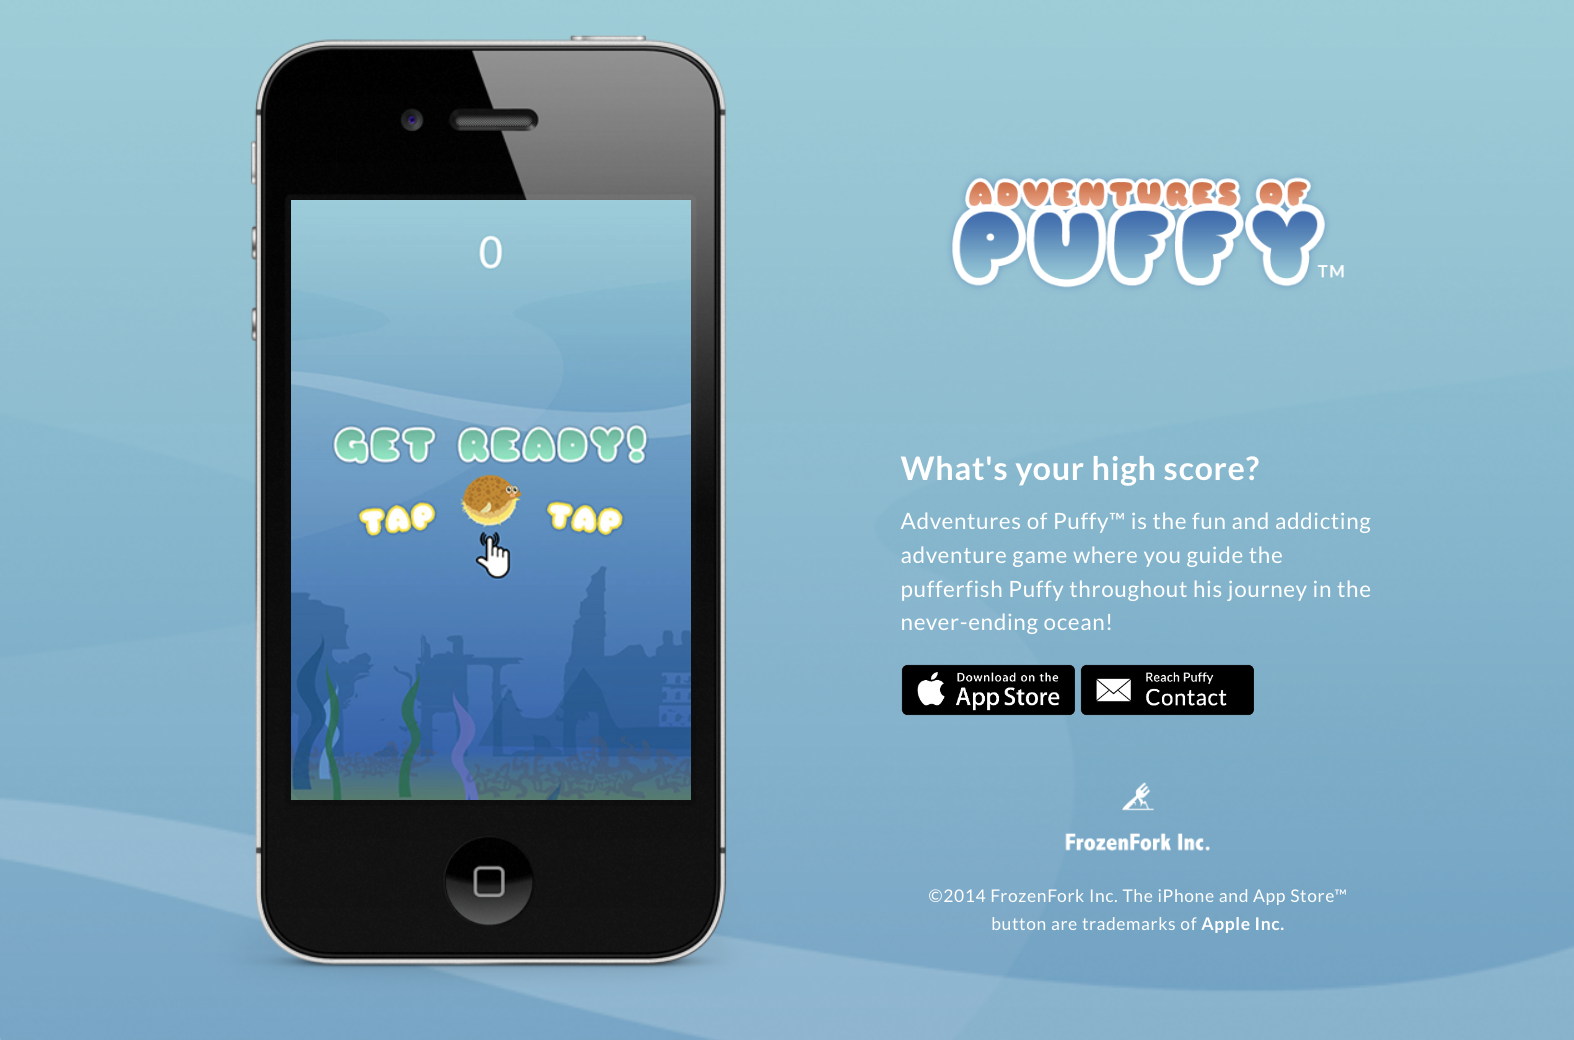 0
GET READY!
TAP TAP
ADVENTURES OF
PUFFY™
What's your high score?
Adventures of Puffy™ is the fun and addicting
adventure game where you guide the
pufferfish Puffy throughout his journey in the
never-ending ocean!
Download on the
App Store
Reach Puffy
Contact
FrozenFork Inc.
©2014 FrozenFork Inc. The iPhone and App Store™
button are trademarks of Apple Inc.